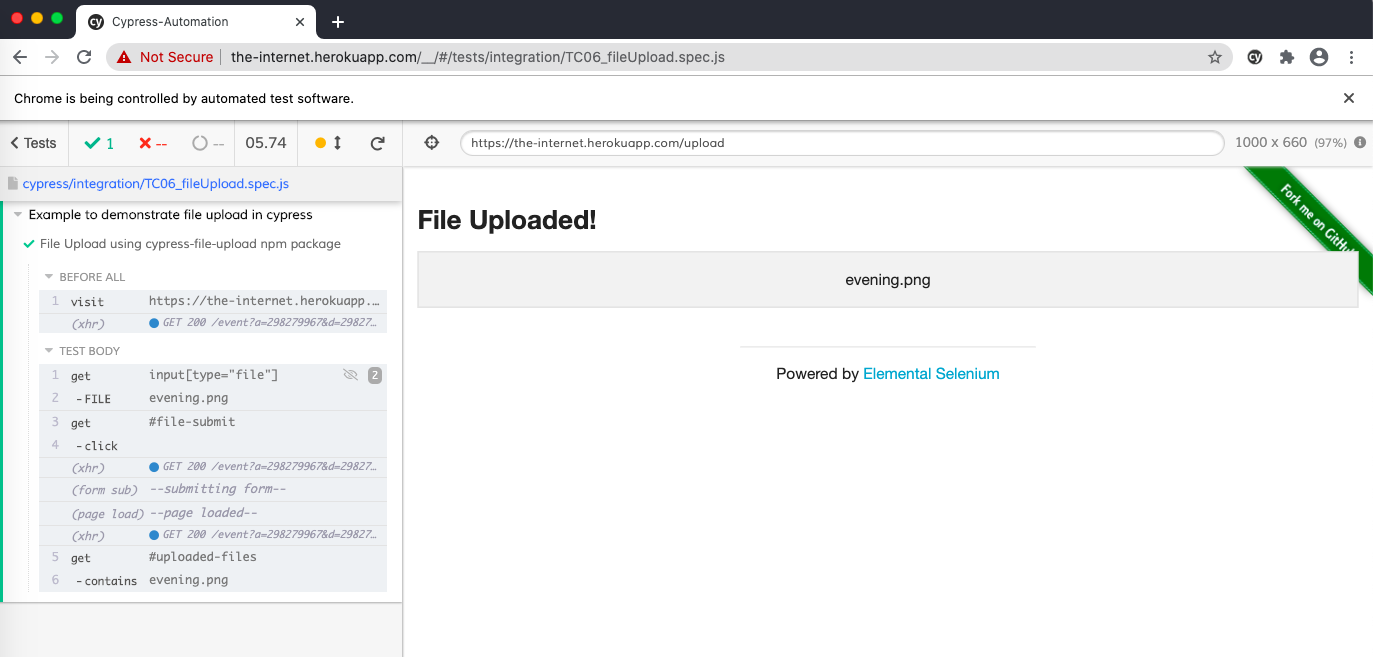 Cypress-Automation
Not Secure the-internet.herokuapp.com/__/#/tests/integration/TC06_fileUpload.spec.js
Chrome is being controlled by automated test software.
Tests 1 -- -- 05.74
https://the-internet.herokuapp.com/upload 1000 x 660 (97%)
cypress/integration/TC06_fileUpload.spec.js
Example to demonstrate file upload in cypress
File Upload using cypress-file-upload npm package
BEFORE ALL
1 visit https://the-internet.herokuapp.…
(xhr) GET 200 /event?a=298279967&d=29827…
TEST BODY
1 get input[type="file"] 2
2 -FILE evening.png
3 get #file-submit
4 -click
(xhr) GET 200 /event?a=298279967&d=29827…
(form sub) --submitting form--
(page load) --page loaded--
(xhr) GET 200 /event?a=298279967&d=29827…
5 get #uploaded-files
6 -contains evening.png
File Uploaded!
Fork me on GitHub
evening.png
Powered by Elemental Selenium